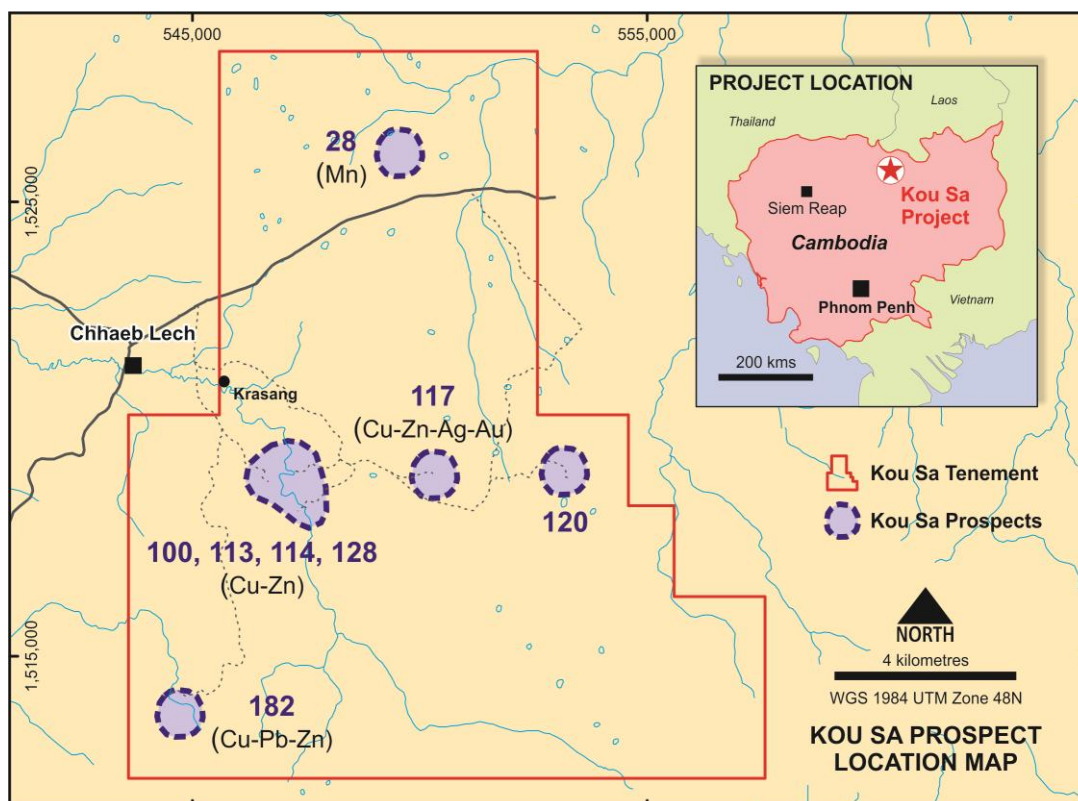 545,000
555,000
1,525,000
1,515,000
28
(Mn)
Chhaeb Lech
Krasang
117
(Cu-Zn-Ag-Au)
120
100, 113, 114, 128
(Cu-Zn)
182
(Cu-Pb-Zn)
PROJECT LOCATION
Laos
Thailand
Siem Reap
Kou Sa
Project
Cambodia
Phnom Penh
Vietnam
200 kms
Kou Sa Tenement
Kou Sa Prospects
NORTH
4 kilometres
WGS 1984 UTM Zone 48N
KOU SA PROSPECT
LOCATION MAP